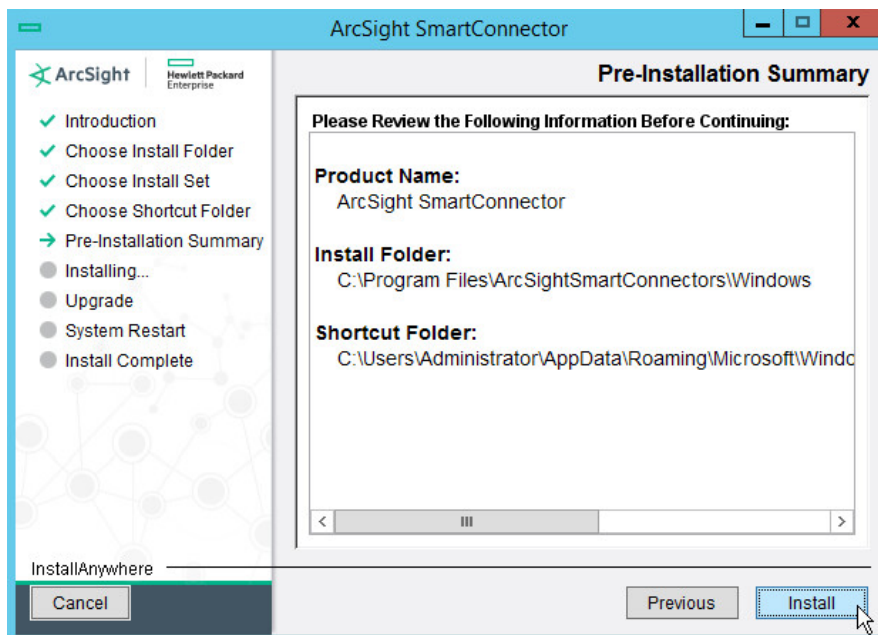 ArcSight SmartConnector
ArcSight
Hewlett Packard
Enterprise
Introduction
Choose Install Folder
Choose Install Set
Choose Shortcut Folder
Pre-Installation Summary
Installing...
Upgrade
System Restart
Install Complete
InstallAnywhere
Cancel
Pre-Installation Summary
Please Review the Following Information Before Continuing:
Product Name:
ArcSight SmartConnector
Install Folder:
C:\Program Files\ArcSightSmartConnectors\Windows
Shortcut Folder:
C:\Users\Administrator\AppData\Roaming\Microsoft\Windo
Previous
Install